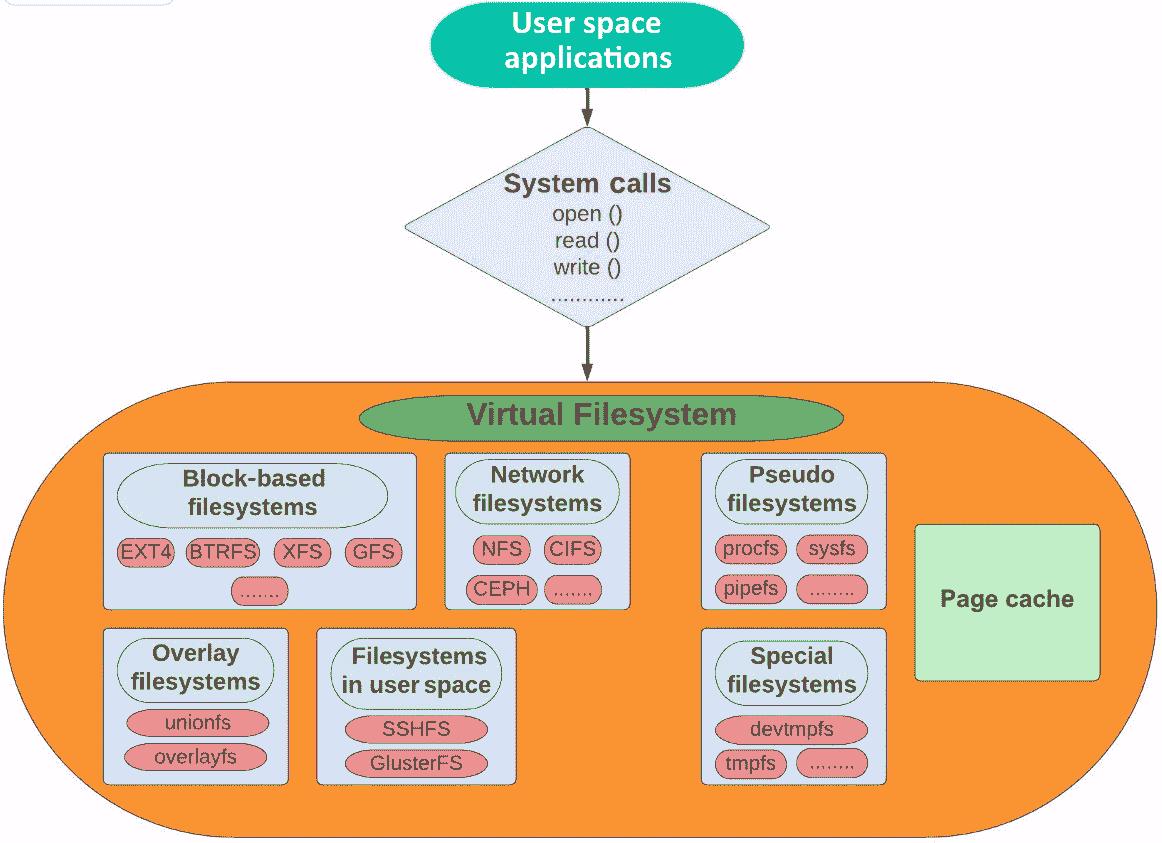 User space
applications
System calls
open ()
read ()
write ()
............
Virtual Filesystem
Block-based
filesystems
EXT4 BTRFS XFS GFS
.......
Network
filesystems
NFS CIFS
CEPH .......
Pseudo
filesystems
procfs sysfs
pipefs ........
Page cache
Overlay
filesystems
unionfs
overlayfs
Filesystems
in user space
SSHFS
GlusterFS
Special
filesystems
devtmpfs
tmpfs ........